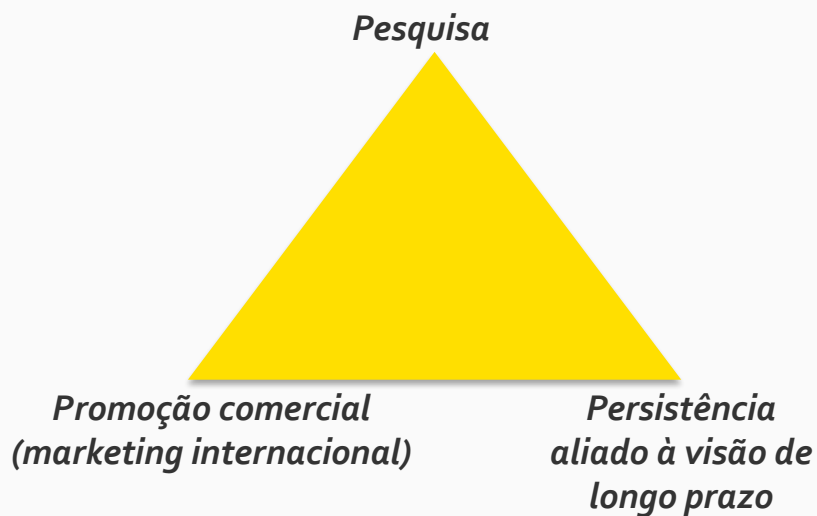 Pesquisa
Promoção comercial
(marketing internacional)
Persistência
aliado à visão de
longo prazo